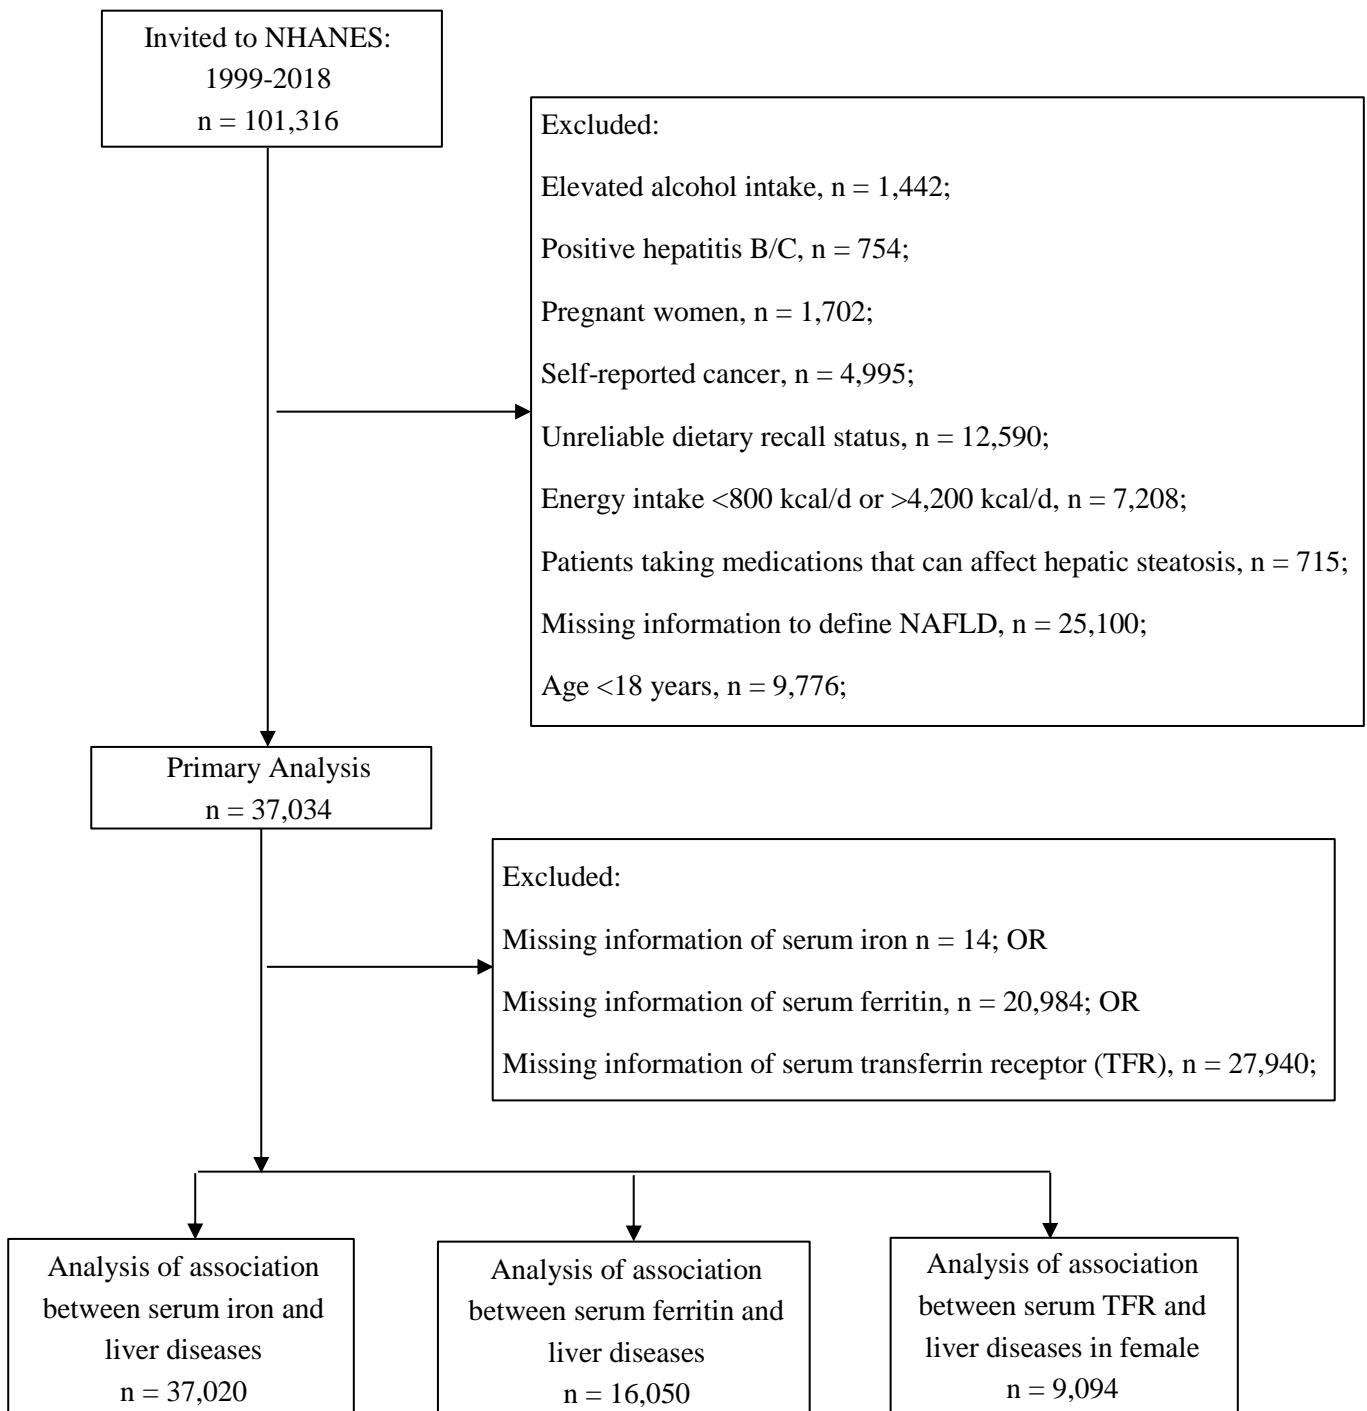 Invited to NHANES:
1999-2018
n = 101,316
Excluded:
Elevated alcohol intake, n = 1,442;
Positive hepatitis B/C, n = 754;
Pregnant women, n = 1,702;
Self-reported cancer, n = 4,995;
Unreliable dietary recall status, n = 12,590;
Energy intake <800 kcal/d or >4,200 kcal/d, n = 7,208;
Patients taking medications that can affect hepatic steatosis, n = 715;
Missing information to define NAFLD, n = 25,100;
Age <18 years, n = 9,776;
Primary Analysis
n = 37,034
Excluded:
Missing information of serum iron n = 14; OR
Missing information of serum ferritin, n = 20,984; OR
Missing information of serum transferrin receptor (TFR), n = 27,940;
Analysis of association
between serum iron and
liver diseases
n = 37,020
Analysis of association
between serum ferritin and
liver diseases
n = 16,050
Analysis of association
between serum TFR and
liver diseases in female
n = 9,094